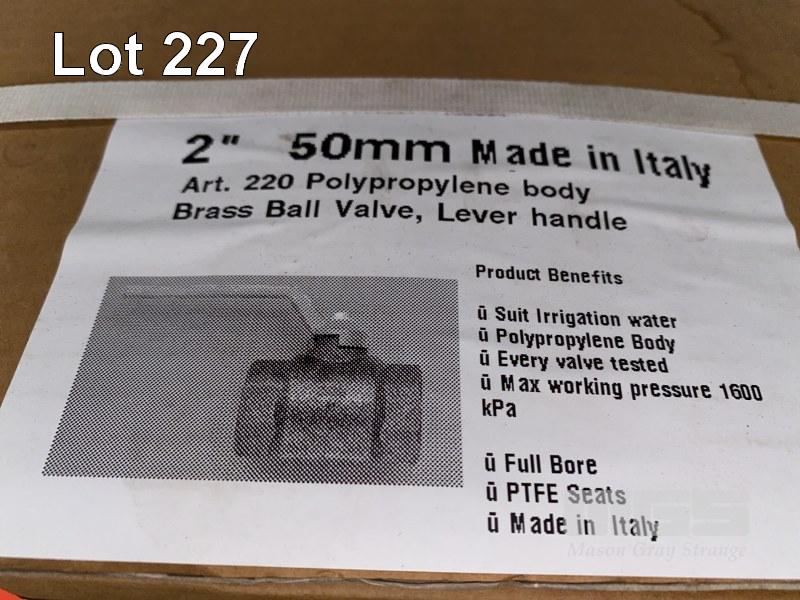 Lot 227
2" 50mm Made in Italy
Art. 220 Polypropylene body
Brass Ball Valve, Lever handle
Product Benefits
ü Suit Irrigation water
ü Polypropylene Body
ü Every valve tested
ü Max working pressure 1600
kPa
ü Full Bore
ü PTFE Seats
ü Made in Italy
MGS
Mason Gray Strange